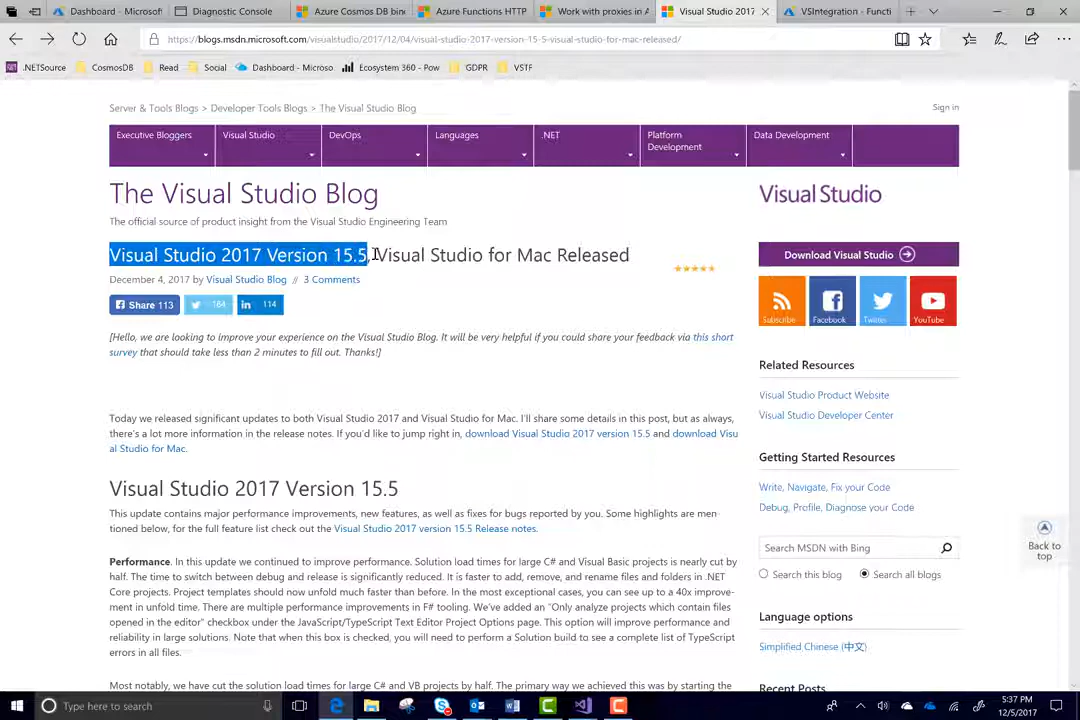 Dashboard - Microsoft
Diagnostic Console
Azure Cosmos DB binc
Azure Functions HTTP
Work with proxies in A
Visual Studio 2017
VSIntegration - Functi
https://blogs.msdn.microsoft.com/visualstudio/2017/12/04/visual-studio-2017-version-15-5-visual-studio-for-mac-released/
.NETSource
CosmosDB
Read
Social
Dashboard - Microso
Ecosystem 360 - Pow
GDPR
VSTF
Server & Tools Blogs > Developer Tools Blogs > The Visual Studio Blog
Sign in
Executive Bloggers
Visual Studio
DevOps
Languages
.NET
Platform
Development
Data Development
The Visual Studio Blog
The official source of product insight from the Visual Studio Engineering Team
Visual Studio
Visual Studio 2017 Version 15.5, Visual Studio for Mac Released
December 4, 2017 by Visual Studio Blog // 3 Comments
Share 113
164
in 114
[Hello, we are looking to improve your experience on the Visual Studio Blog. It will be very helpful if you could share your feedback via this short
survey that should take less than 2 minutes to fill out. Thanks!]
Today we released significant updates to both Visual Studio 2017 and Visual Studio for Mac. I'll share some details in this post, but as always,
there's a lot more information in the release notes. If you'd like to jump right in, download Visual Studio 2017 version 15.5 and download Visu
al Studio for Mac.
Visual Studio 2017 Version 15.5
This update contains major performance improvements, new features, as well as fixes for bugs reported by you. Some highlights are men-
tioned below, for the full feature list check out the Visual Studio 2017 version 15.5 Release notes.
Performance. In this update we continued to improve performance. Solution load times for large C# and Visual Basic projects is nearly cut by
half. The time to switch between debug and release is significantly reduced. It is faster to add, remove, and rename files and folders in .NET
Core projects. Project templates should now unfold much faster than before. In the most exceptional cases, you can see up to a 40x improve-
ment in unfold time. There are multiple performance improvements in F# tooling. We've added an "Only analyze projects which contain files
opened in the editor" checkbox under the JavaScript/TypeScript Text Editor Project Options page. This option will improve performance and
reliability in large solutions. Note that when this box is checked, you will need to perform a Solution build to see a complete list of TypeScript
errors in all files.
Most notably, we have cut the solution load times for large C# and VB projects by half. The primary way we achieved this was by starting the
Download Visual Studio
Subscribe
Facebook
Twitter
YouTube
Related Resources
Visual Studio Product Website
Visual Studio Developer Center
Getting Started Resources
Write, Navigate, Fix your Code
Debug, Profile, Diagnose your Code
Search MSDN with Bing
Search this blog
Search all blogs
Language options
Simplified Chinese (中文)
Recent Posts
Back to
top
Type here to search
5:37 PM
12/5/2017